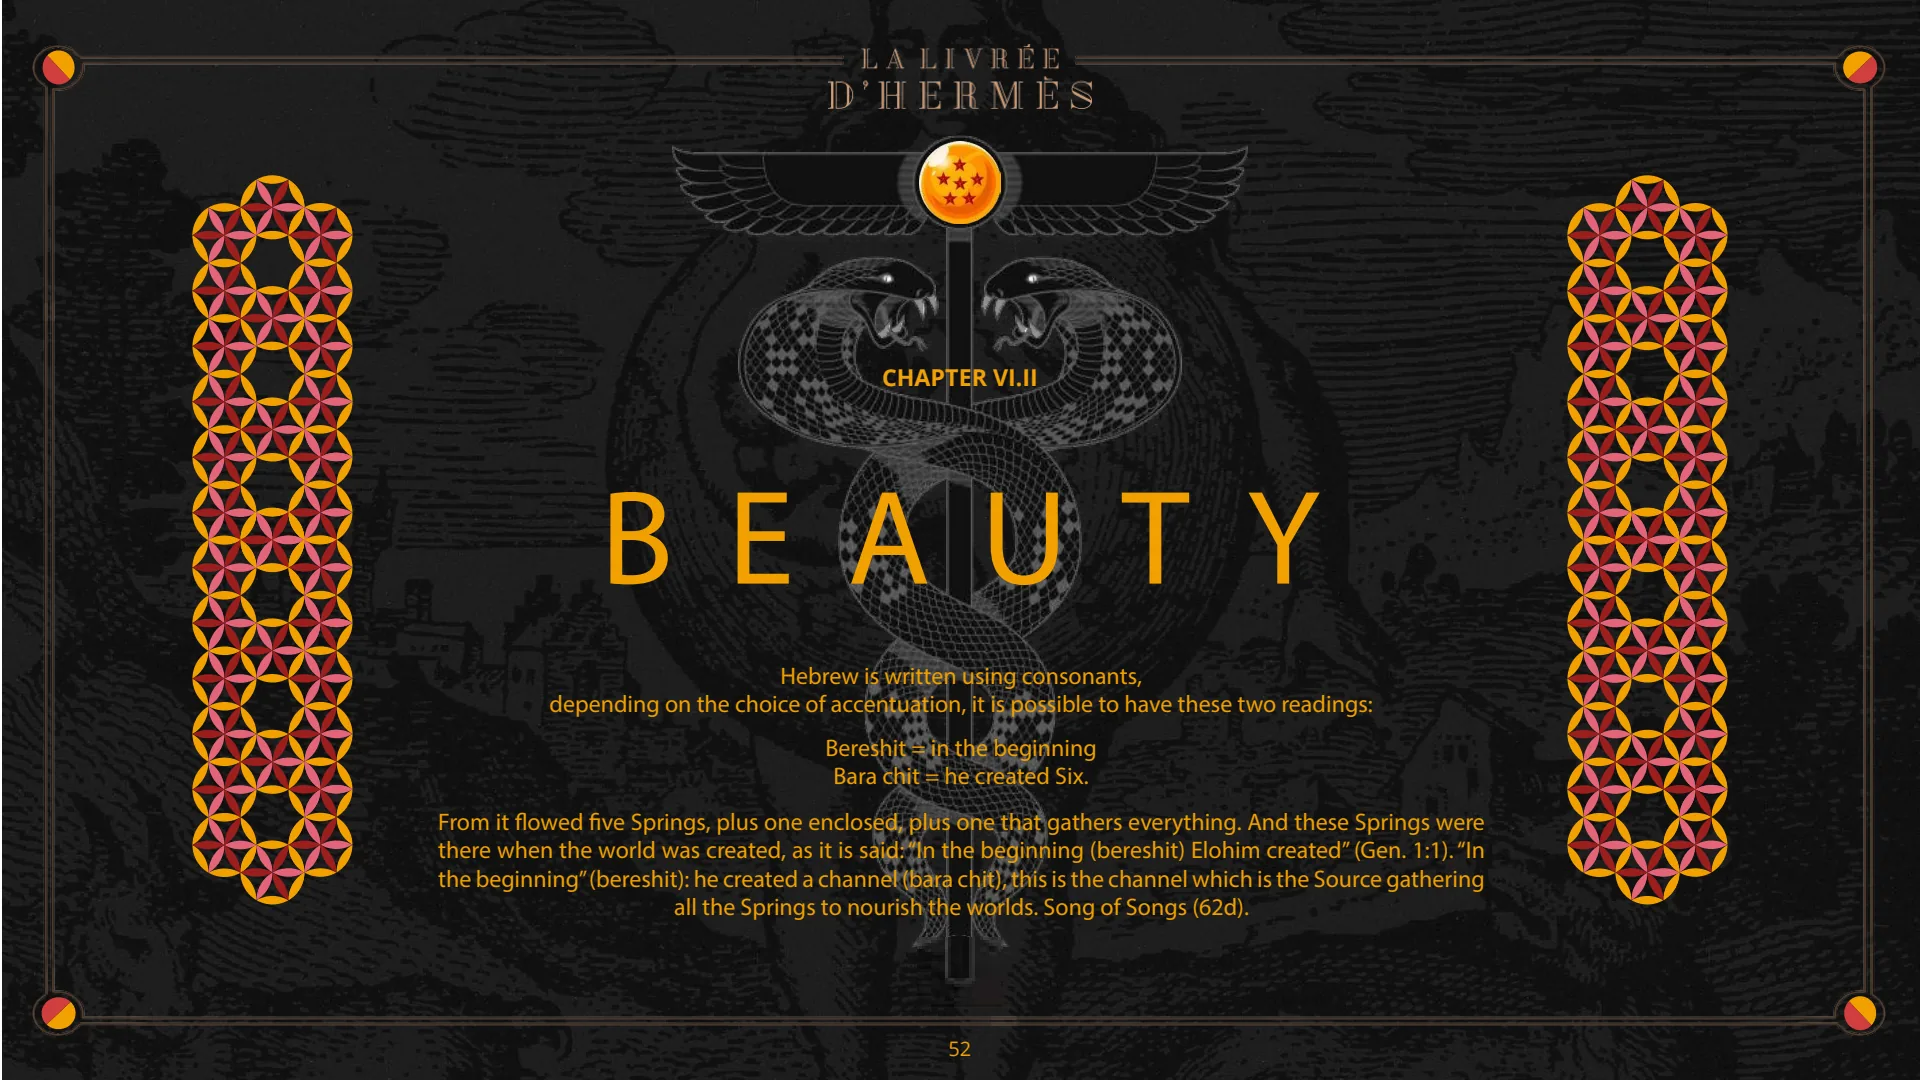 LA LIVRÉE
D'HERMÈS
CHAPTER VI.II
BEAUTY
Hebrew is written using consonants,
depending on the choice of accentuation, it is possible to have these two readings:
Bereshit = in the beginning
Bara chit = he created Six.
From it flowed five Springs, plus one enclosed, plus one that gathers everything. And these Springs were
there when the world was created, as it is said: “In the beginning (bereshit) Elohim created” (Gen. 1:1). “In
the beginning” (bereshit): he created a channel (bara chit), this is the channel which is the Source gathering
all the Springs to nourish the worlds. Song of Songs (62d).
52